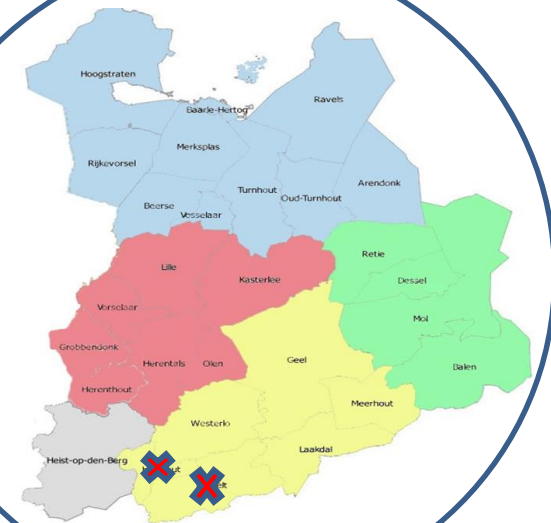 Hoogstraten
Ravels
Baarle-Hertog
Merksplas
Rijkevorsel
Arendonk
Turnhout
Oud-Turnhout
Beerse
Vosselaar
Retie
Lille
Kasterlee
Dessel
Vorselaar
Mol
Grobbendonk
Geel
Herentals
Olen
Balen
Herenthout
Meerhout
Westerlo
Laakdal
Heist-op-den-Berg